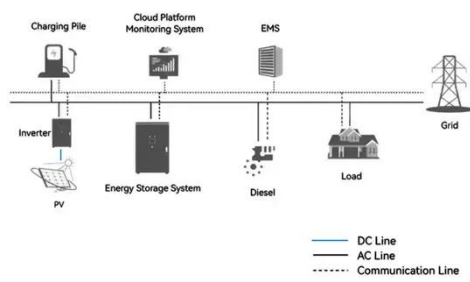 Charging Pile
Cloud Platform
Monitoring System
EMS
Grid
Inverter
PV
Energy Storage System
Diesel
Load
DC Line
AC Line
Communication Line